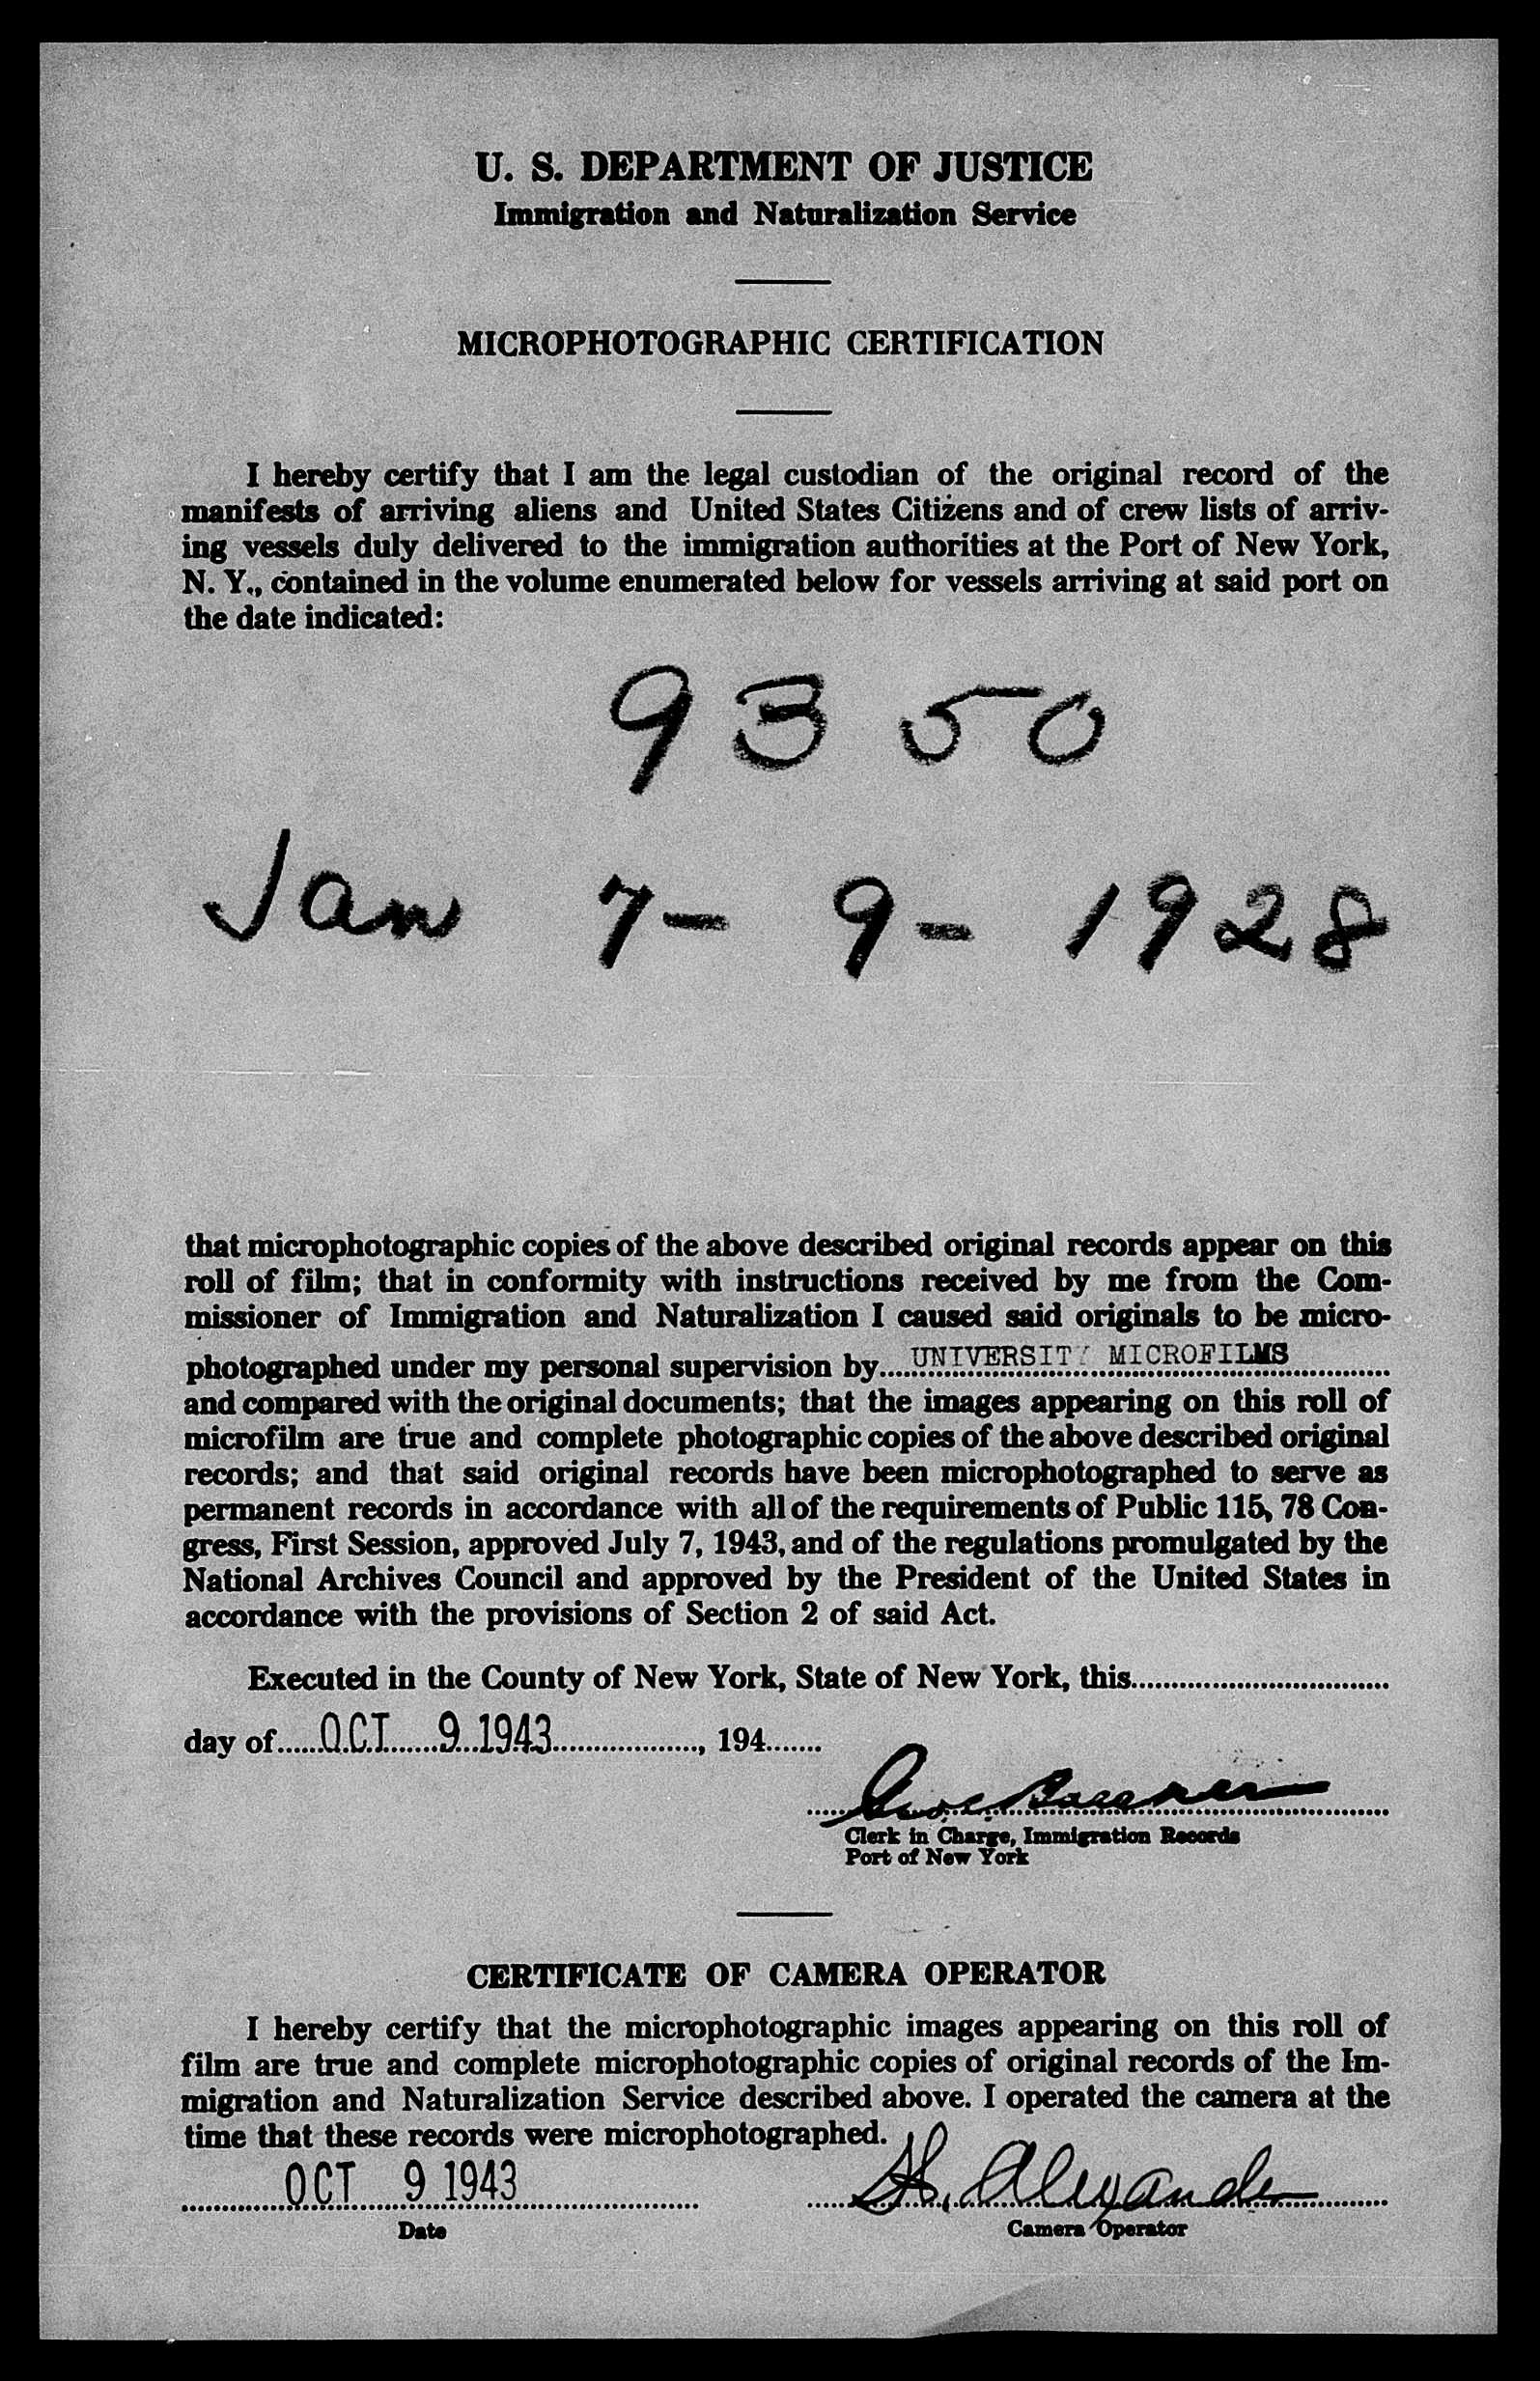 U. S. DEPARTMENT OF JUSTICE
Immigration and Naturalization Service
MICROPHOTOGRAPHIC CERTIFICATION
I hereby certify that I am the legal custodian of the original record of the
manifests of arriving aliens and United States Citizens and of crew lists of arriv-
ing vessels duly delivered to the immigration authorities at the Port of New York,
N. Y., contained in the volume enumerated below for vessels arriving at said port on
the date indicated:
9350
Jan 7- 9- 1928
that microphotographic copies of the above described original records appear on this
roll of film; that in conformity with instructions received by me from the Com-
missioner of Immigration and Naturalization I caused said originals to be micro-
photographed under my personal supervision by UNIVERSITY MICROFILMS
and compared with the original documents; that the images appearing on this roll of
microfilm are true and complete photographic copies of the above described original
records; and that said original records have been microphotographed to serve as
permanent records in accordance with all of the requirements of Public 115, 78 Con-
gress, First Session, approved July 7, 1943, and of the regulations promulgated by the
National Archives Council and approved by the President of the United States in
accordance with the provisions of Section 2 of said Act.
Executed in the County of New York, State of New York, this
day of OCT 9 1943, 194
Clerk in Charge, Immigration Records
Port of New York
CERTIFICATE OF CAMERA OPERATOR
I hereby certify that the microphotographic images appearing on this roll of
film are true and complete microphotographic copies of original records of the Im-
migration and Naturalization Service described above. I operated the camera at the
time that these records were microphotographed.
OCT 9 1943 Alexander
Date Camera Operator